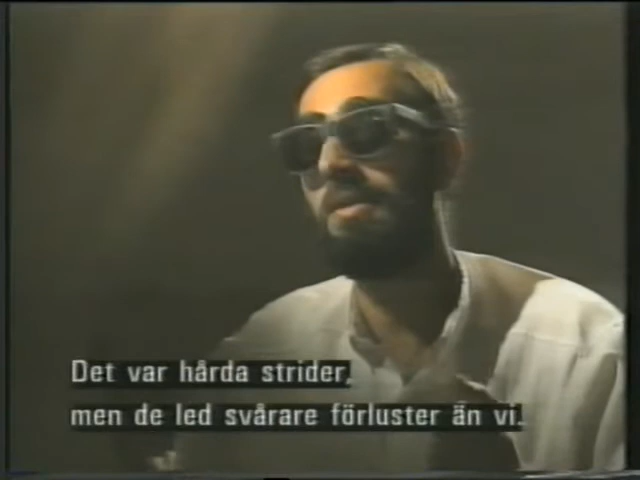 Det var hårda strider,
men de led svårare förluster än vi.